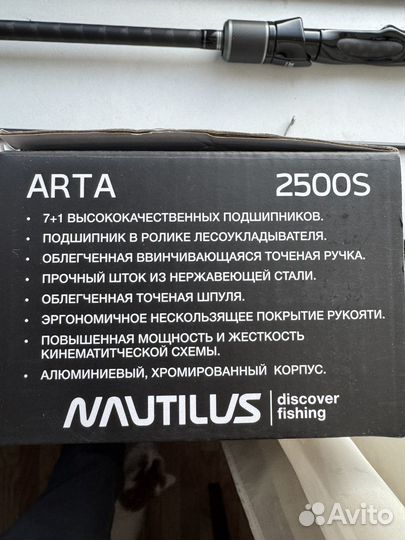 ARTA 2500S
• 7+1 ВЫСОКОКАЧЕСТВЕННЫХ ПОДШИПНИКОВ.
• ПОДШИПНИК В РОЛИКЕ ЛЕСОУКЛАДЫВАТЕЛЯ.
• ОБЛЕГЧЕННАЯ ВВИНЧИВАЮЩАЯСЯ ТОЧЕНАЯ РУЧКА.
• ПРОЧНЫЙ ШТОК ИЗ НЕРЖАВЕЮЩЕЙ СТАЛИ.
• ОБЛЕГЧЕННАЯ ТОЧЕНАЯ ШПУЛЯ.
• ЭРГОНОМИЧНОЕ НЕСКОЛЬЗЯЩЕЕ ПОКРЫТИЕ РУКОЯТИ.
• ПОВЫШЕННАЯ МОЩНОСТЬ И ЖЕСТКОСТЬ
КИНЕМАТИТЧЕСКОЙ СХЕМЫ.
• АЛЮМИНИЕВЫЙ, ХРОМИРОВАННЫЙ КОРПУС.
NAUTILUS discover
fishing
Avito